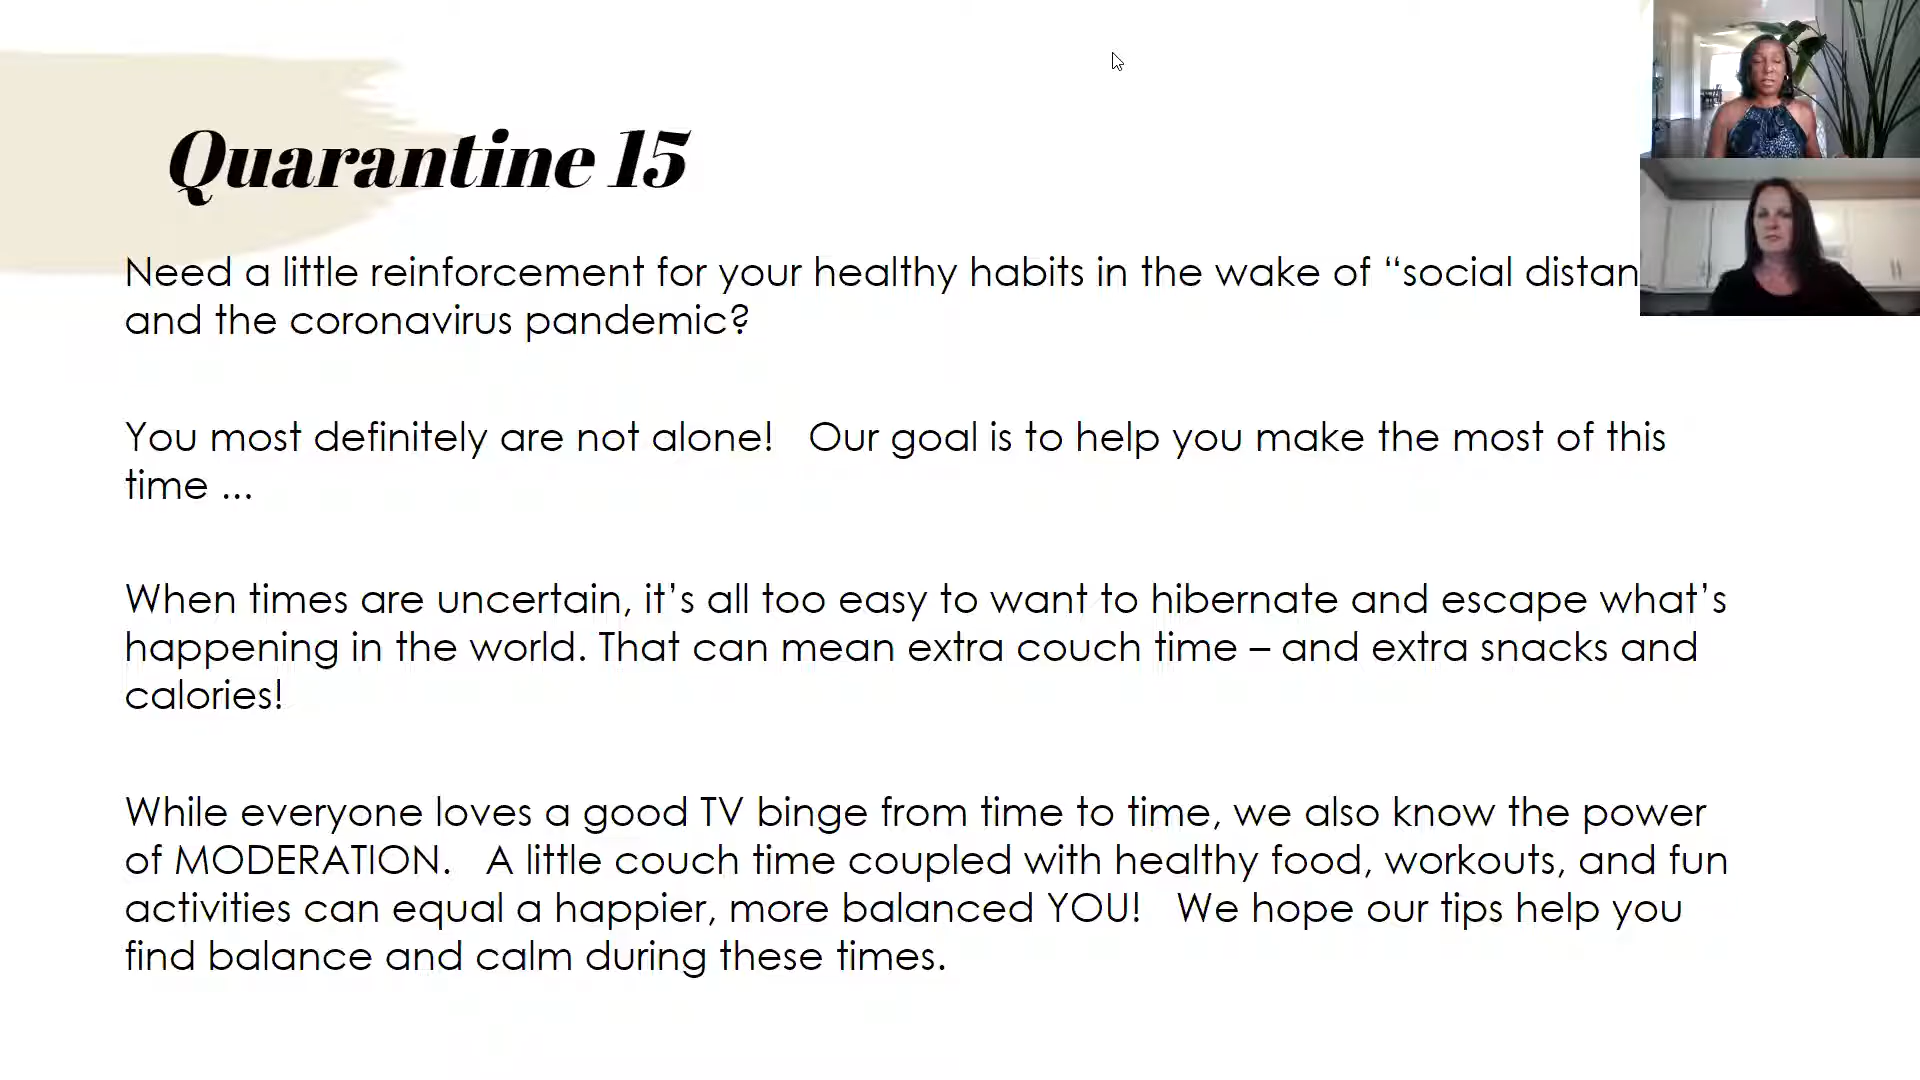 Quarantine 15
Need a little reinforcement for your healthy habits in the wake of “social
and the coronavirus pandemic?
You most definitely are not alone!   Our goal is to help you make the most of this
time ...
When times are uncertain, it’s all too easy to want to hibernate and escape what’s
happening in the world. That can mean extra couch time – and extra snacks and
calories!
While everyone loves a good TV binge from time to time, we also know the power
of MODERATION.   A little couch time coupled with healthy food, workouts, and fun
activities can equal a happier, more balanced YOU!   We hope our tips help you
find balance and calm during these times.